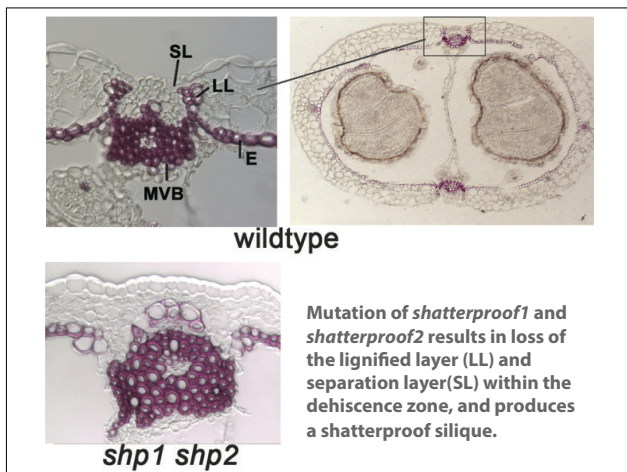 SL
LL
E
MVB
wildtype
Mutation of shatterproof1 and
shatterproof2 results in loss of
the lignified layer (LL) and
separation layer(SL) within the
dehiscence zone, and produces
a shatterproof silique.
shp1 shp2